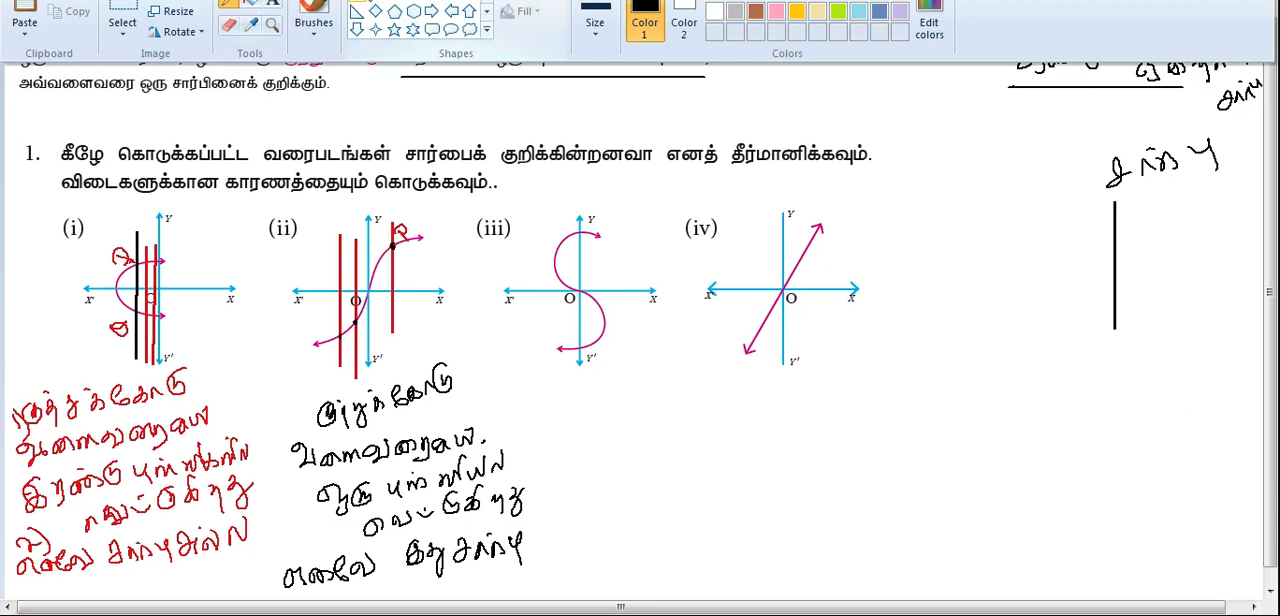 Paste
Copy
Clipboard
Select
Resize
Rotate
Image
Tools
Brushes
Shapes
Fill
Size
Color
1
Color
2
Colors
Edit
colors
அவ்வளைவரை ஒரு சார்பினைக் குறிக்கும்.
சார்பு
சார்பு
1. கீழே கொடுக்கப்பட்ட வரைபடங்கள் சார்பைக் குறிக்கின்றனவா எனத் தீர்மானிக்கவும்.
விடைகளுக்கான காரணத்தையும் கொடுக்கவும்..
(i) Y P O X' X Q Y'
(ii) Y P O X' X Y'
(iii) Y O X' X Y'
(iv) Y O X' X Y'
வளைவரையை
இரண்டு புள்ளிகளில்
வெட்டுகிறது
எனவே சார்பு அல்ல
குத்துக்கோடு
வளைவரையை.
ஒரு புள்ளியில்
வெட்டுகிறது
எனவே இது சார்பு